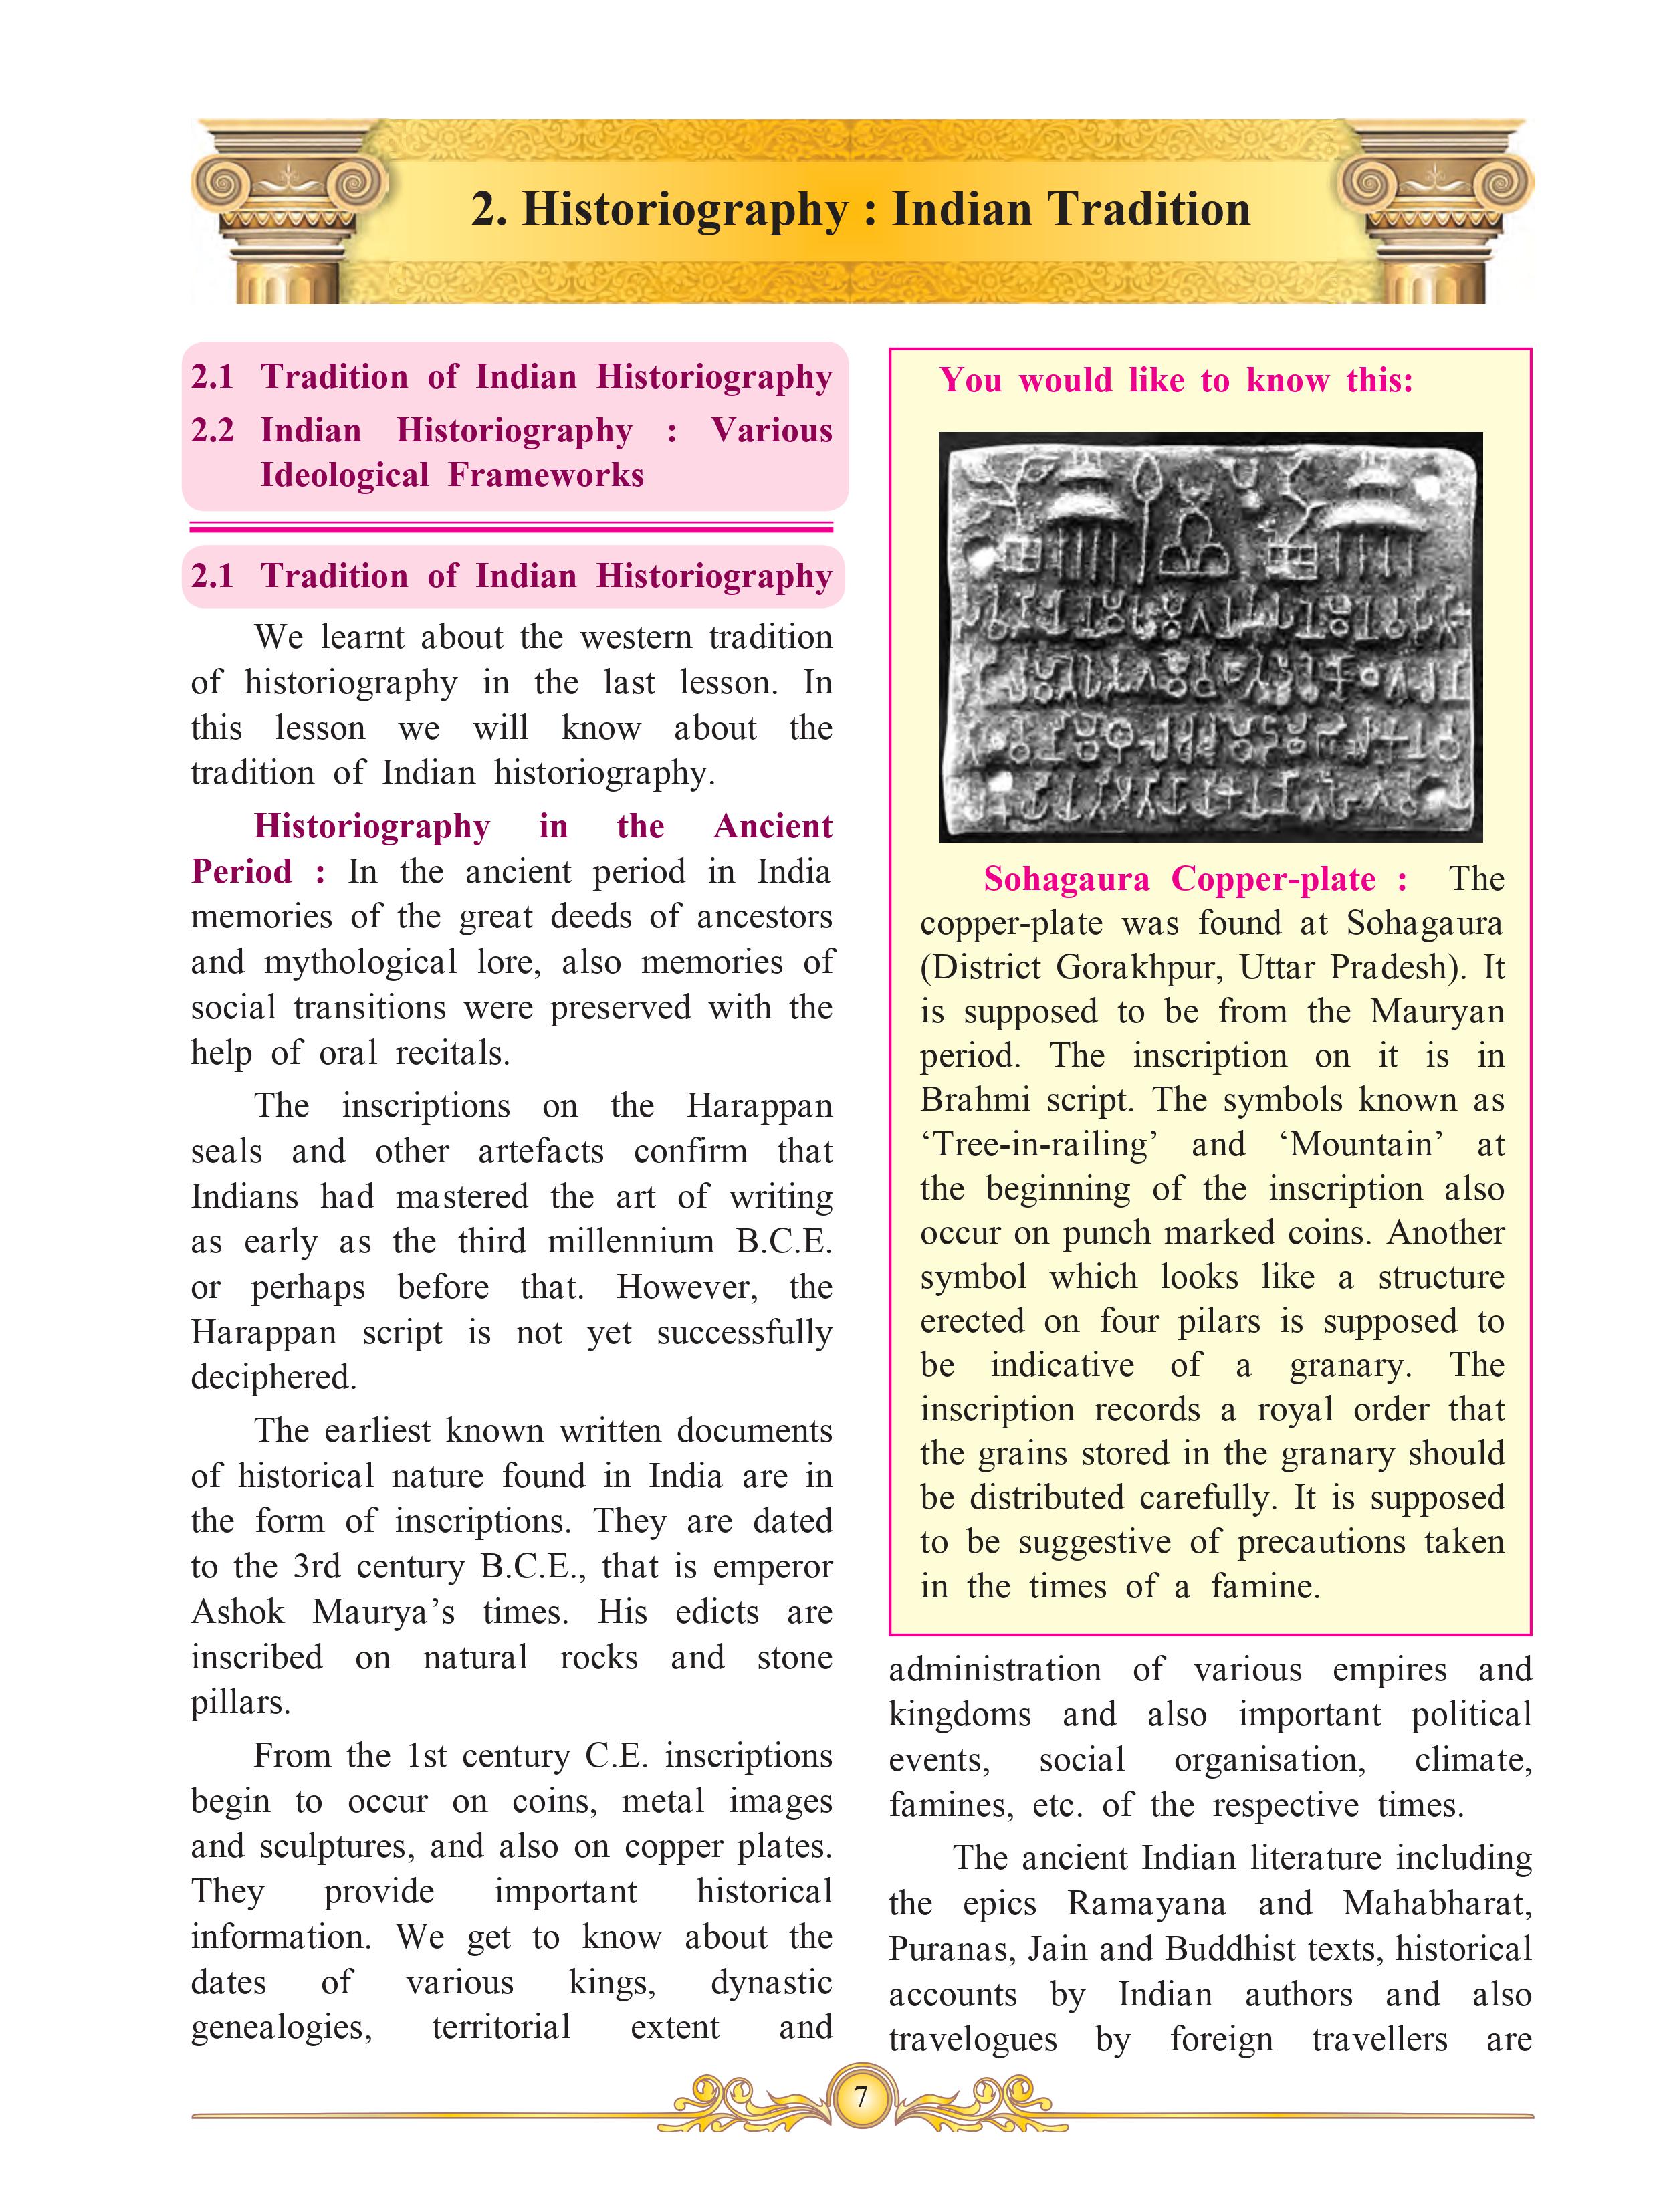 2. Historiography : Indian Tradition
2.1 Tradition of Indian Historiography
2.2 Indian Historiography : Various
Ideological Frameworks
2.1 Tradition of Indian Historiography
We learnt about the western tradition
of historiography in the last lesson. In
this lesson we will know about the
tradition of Indian historiography.
Historiography in the Ancient
Period : In the ancient period in India
memories of the great deeds of ancestors
and mythological lore, also memories of
social transitions were preserved with the
help of oral recitals.
The inscriptions on the Harappan
seals and other artefacts confirm that
Indians had mastered the art of writing
as early as the third millennium B.C.E.
or perhaps before that. However, the
Harappan script is not yet successfully
deciphered.
The earliest known written documents
of historical nature found in India are in
the form of inscriptions. They are dated
to the 3rd century B.C.E., that is emperor
Ashok Maurya’s times. His edicts are
inscribed on natural rocks and stone
pillars.
From the 1st century C.E. inscriptions
begin to occur on coins, metal images
and sculptures, and also on copper plates.
They provide important historical
information. We get to know about the
dates of various kings, dynastic
genealogies, territorial extent and
You would like to know this:
Sohagaura Copper-plate : The
copper-plate was found at Sohagaura
(District Gorakhpur, Uttar Pradesh). It
is supposed to be from the Mauryan
period. The inscription on it is in
Brahmi script. The symbols known as
‘Tree-in-railing’ and ‘Mountain’ at
the beginning of the inscription also
occur on punch marked coins. Another
symbol which looks like a structure
erected on four pilars is supposed to
be indicative of a granary. The
inscription records a royal order that
the grains stored in the granary should
be distributed carefully. It is supposed
to be suggestive of precautions taken
in the times of a famine.
administration of various empires and
kingdoms and also important political
events, social organisation, climate,
famines, etc. of the respective times.
The ancient Indian literature including
the epics Ramayana and Mahabharat,
Puranas, Jain and Buddhist texts, historical
accounts by Indian authors and also
travelogues by foreign travellers are
7